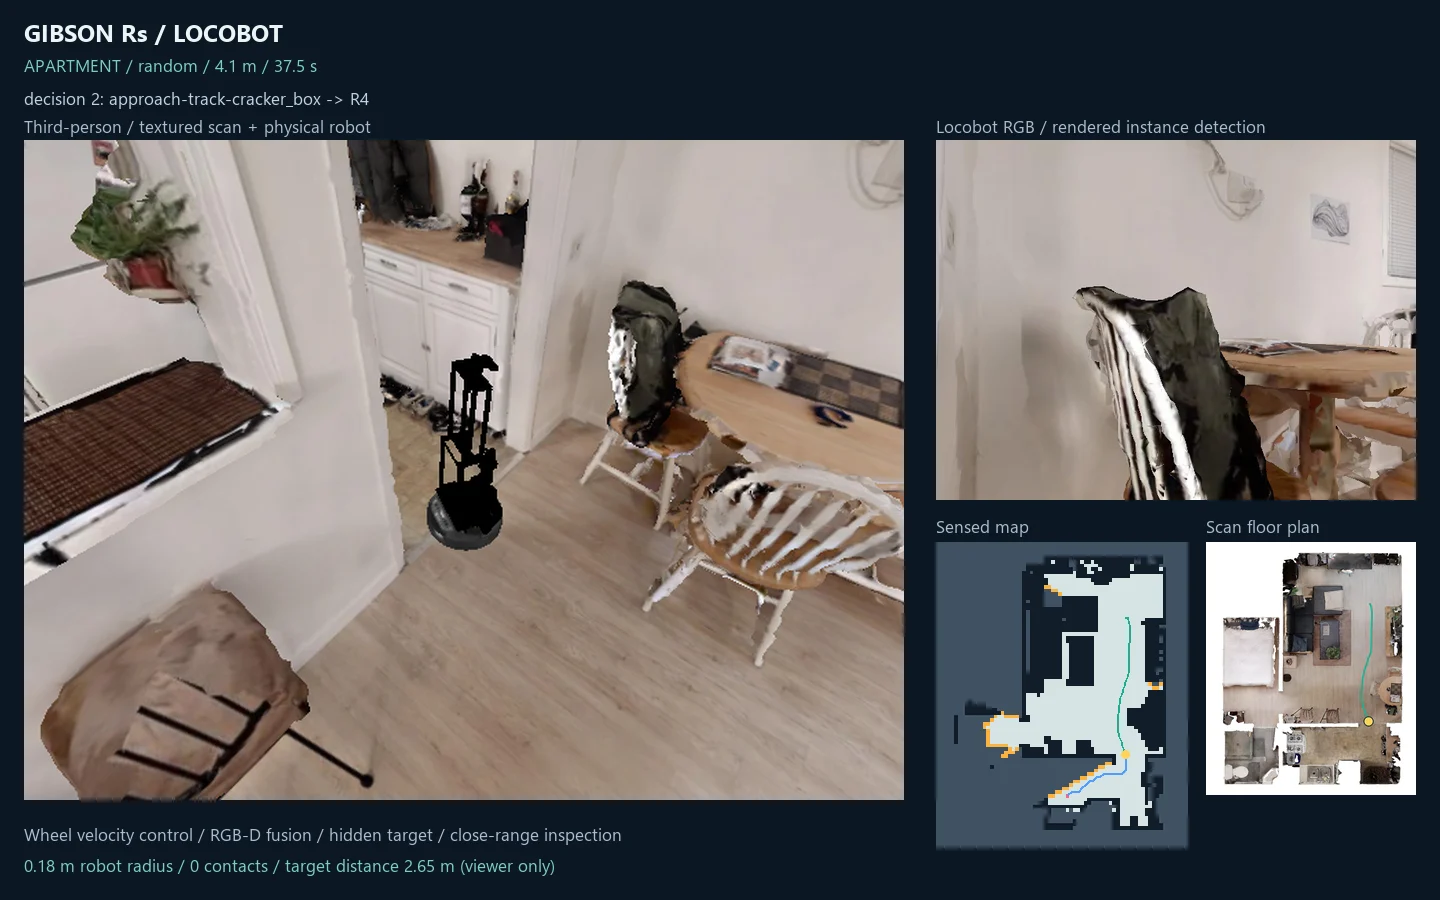 GIBSON Rs / LOCOBOT
APARTMENT / random / 4.1 m / 37.5 s
decision 2: approach-track-cracker_box -> R4
Third-person / textured scan + physical robot
Locobot RGB / rendered instance detection
Sensed map
Scan floor plan
Wheel velocity control / RGB-D fusion / hidden target / close-range inspection
0.18 m robot radius / 0 contacts / target distance 2.65 m (viewer only)